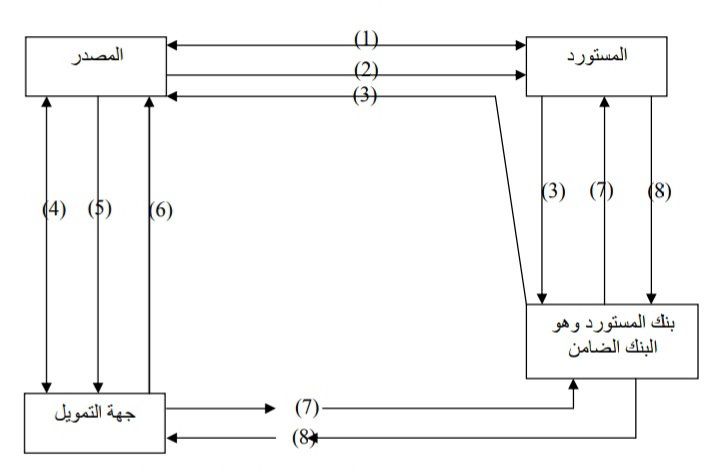 المصدر
(1)
المستورد
(2)
(3)
(4)
(5)
(6)
(3)
(7)
(8)
بنك المستورد وهو
البنك الضامن
جهة التمويل
(7)
(8)